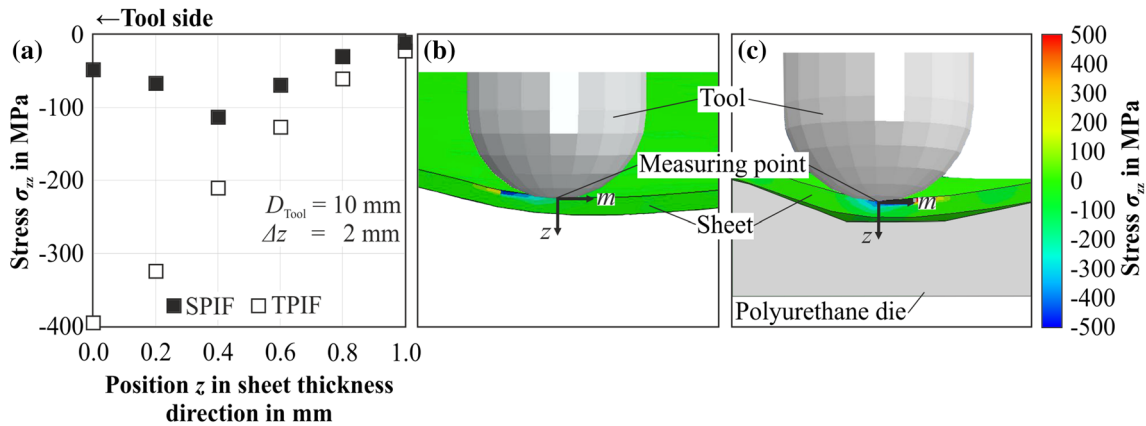 ←Tool side
(a)
0
-100
-200
-300
-400
Stress σzz in MPa
D Tool = 10 mm
Δz = 2 mm
SPIF
TPIF
0.0 0.2 0.4 0.6 0.8 1.0
Position z in sheet thickness
direction in mm
(b)
Tool
Measuring point
m
Sheet
z
(c)
m
z
Polyurethane die
500
400
300
200
100
0
-100
-200
-300
-400
-500
Stress σzz in MPa